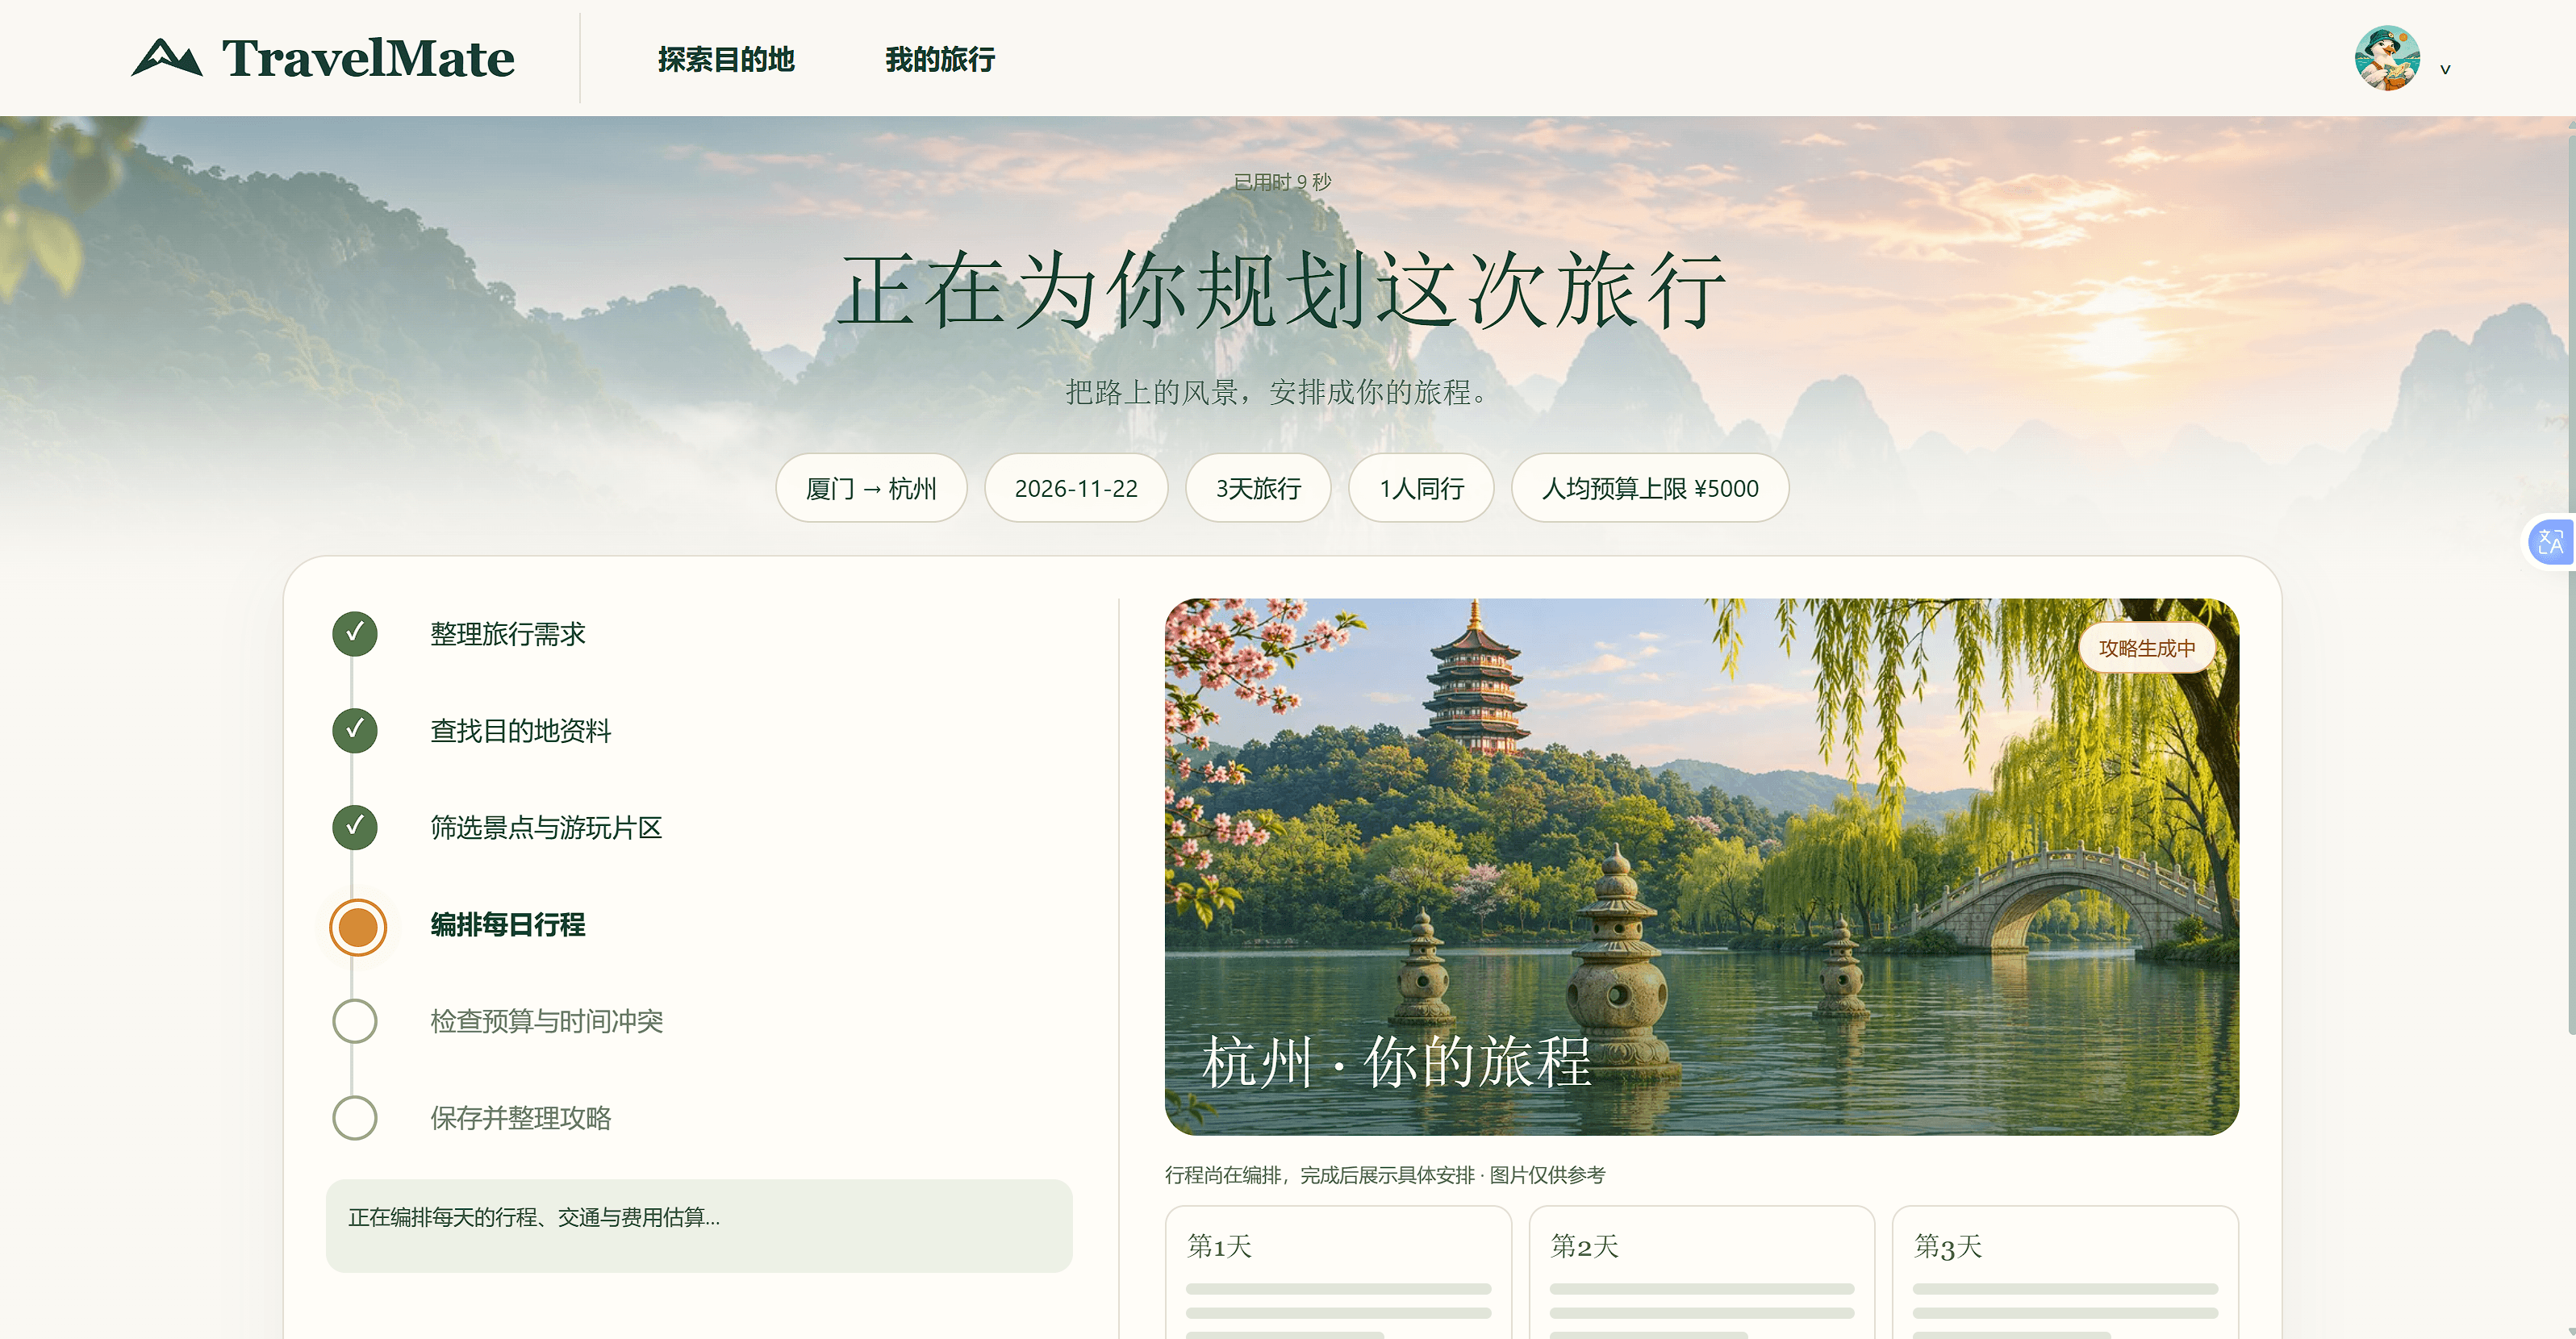 TravelMate
探索目的地
我的旅行
已用时 9 秒
正在为你规划这次旅行
把路上的风景，安排成你的旅程。
厦门 → 杭州
2026-11-22
3天旅行
1人同行
人均预算上限 ¥5000
整理旅行需求
查找目的地资料
筛选景点与游玩片区
编排每日行程
检查预算与时间冲突
保存并整理攻略
正在编排每天的行程、交通与费用估算...
攻略生成中
杭州 · 你的旅程
行程尚在编排，完成后展示具体安排 · 图片仅供参考
第1天
第2天
第3天